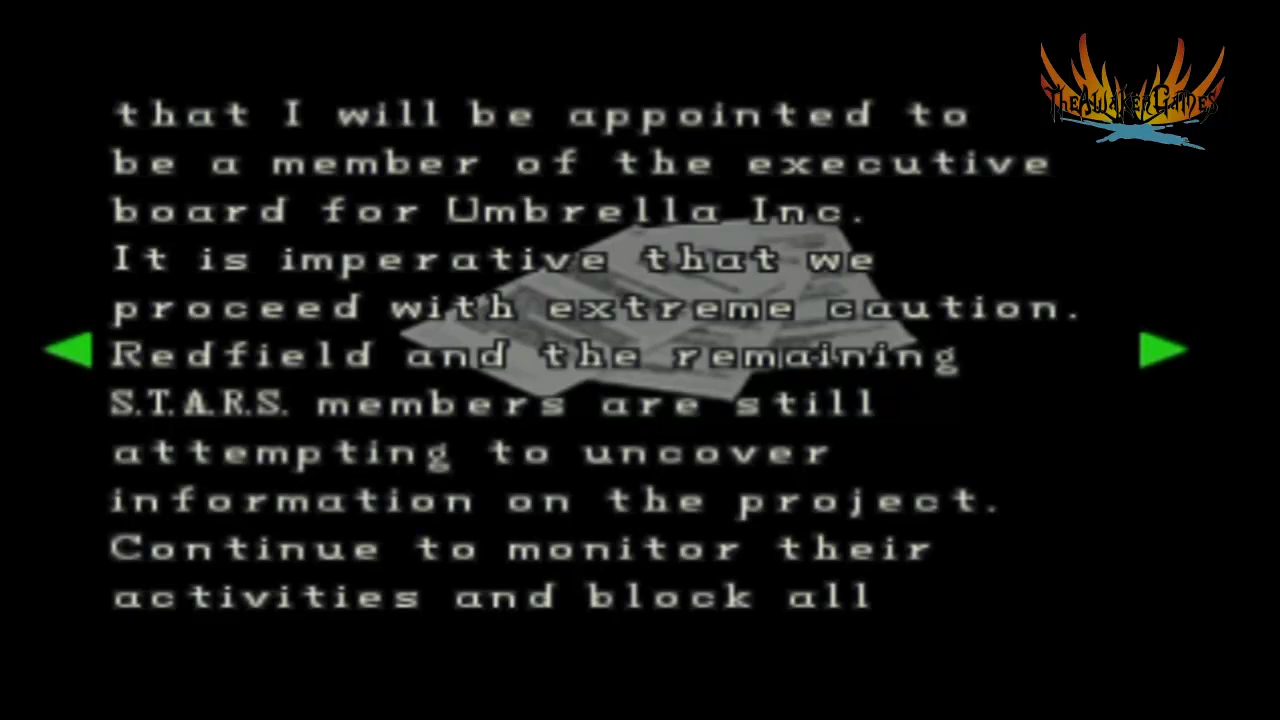 TheAwakerGames
that I will be appointed to
be a member of the executive
board for Umbrella Inc.
It is imperative that we
proceed with extreme caution.
Redfield and the remaining
S.T.A.R.S. members are still
attempting to uncover
information on the project.
Continue to monitor their
activities and block all